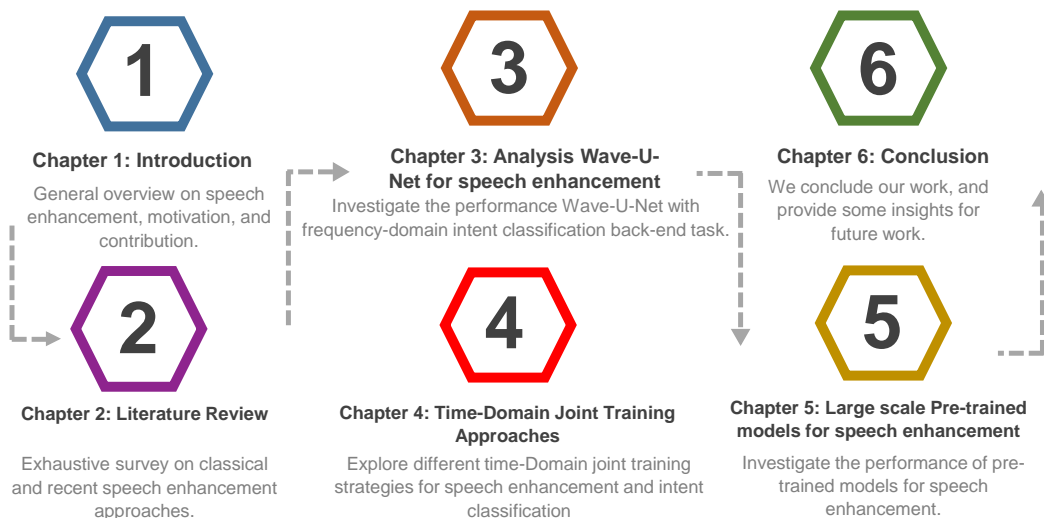 1
Chapter 1: Introduction
General overview on speech
enhancement, motivation, and
contribution.
2
Chapter 2: Literature Review
Exhaustive survey on classical
and recent speech enhancement
approaches.
3
Chapter 3: Analysis Wave-U-
Net for speech enhancement
Investigate the performance Wave-U-Net with
frequency-domain intent classification back-end task.
4
Chapter 4: Time-Domain Joint Training
Approaches
Explore different time-Domain joint training
strategies for speech enhancement and intent
classification
5
Chapter 5: Large scale Pre-trained
models for speech enhancement
Investigate the performance of pre-
trained models for speech
enhancement.
6
Chapter 6: Conclusion
We conclude our work, and
provide some insights for
future work.